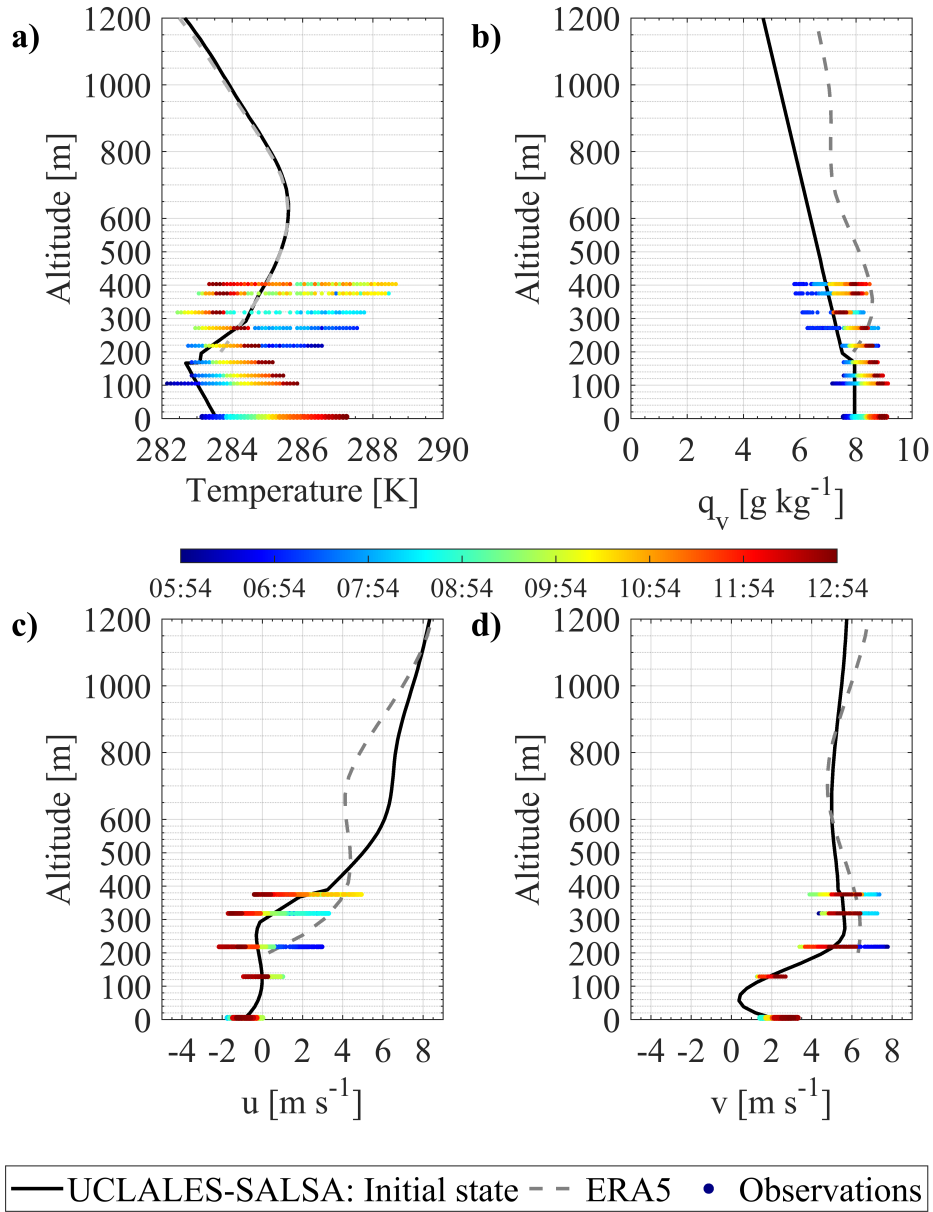 a)
1200
1000
800
600
500
400
300
200
100
0
Altitude [m]
282 284 286 288 290
Temperature [K]
b)
1200
1000
800
600
500
400
300
200
100
0
Altitude [m]
0 2 4 6 8 10
q_v [g kg^-1]
05:54 06:54 07:54 08:54 09:54 10:54 11:54 12:54
c)
1200
1000
800
600
500
400
300
200
100
0
Altitude [m]
-4 -2 0 2 4 6 8
u [m s^-1]
d)
1200
1000
800
600
500
400
300
200
100
0
Altitude [m]
-4 -2 0 2 4 6 8
v [m s^-1]
UCLALES-SALSA: Initial state ERA5 Observations